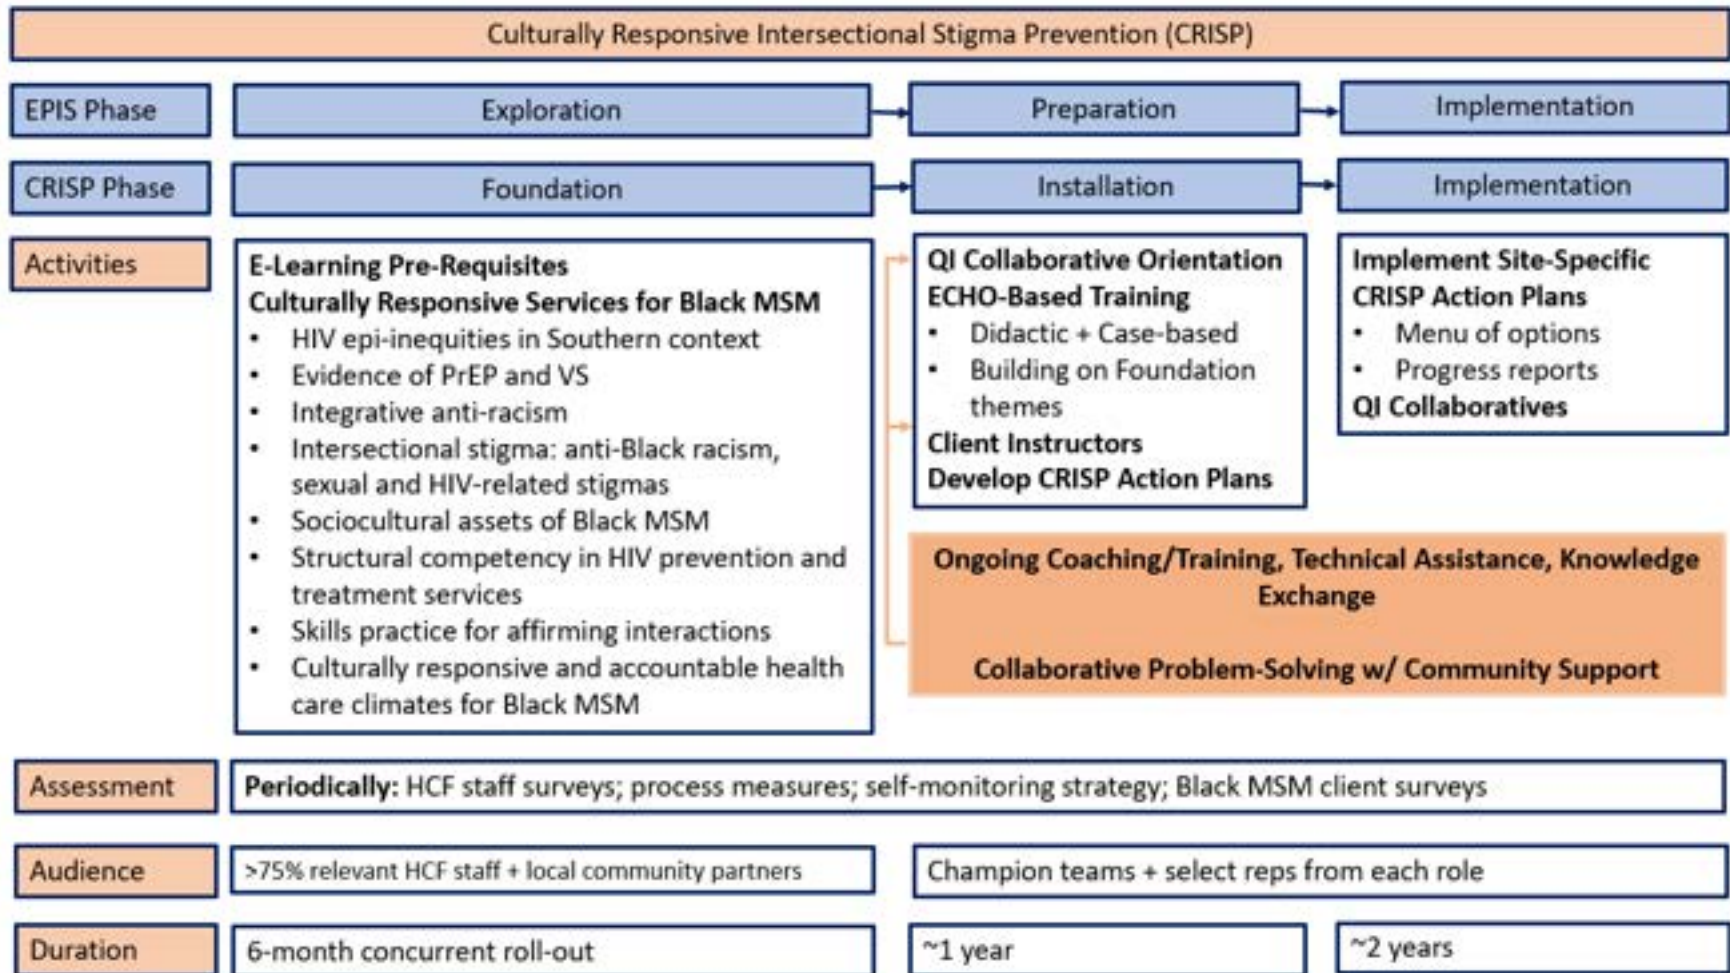 Culturally Responsive Intersectional Stigma Prevention (CRISP)
EPIS Phase
Exploration
Preparation
Implementation
CRISP Phase
Foundation
Installation
Implementation
Activities
E-Learning Pre-Requisites
Culturally Responsive Services for Black MSM
• HIV epi-inequities in Southern context
• Evidence of PrEP and VS
• Integrative anti-racism
• Intersectional stigma: anti-Black racism,
sexual and HIV-related stigmas
• Sociocultural assets of Black MSM
• Structural competency in HIV prevention and
treatment services
• Skills practice for affirming interactions
• Culturally responsive and accountable health
care climates for Black MSM
QI Collaborative Orientation
ECHO-Based Training
• Didactic + Case-based
• Building on Foundation
themes
Client Instructors
Develop CRISP Action Plans
Implement Site-Specific
CRISP Action Plans
• Menu of options
• Progress reports
QI Collaboratives
Ongoing Coaching/Training, Technical Assistance, Knowledge
Exchange
Collaborative Problem-Solving w/ Community Support
Assessment
Periodically: HCF staff surveys; process measures; self-monitoring strategy; Black MSM client surveys
Audience
>75% relevant HCF staff + local community partners
Champion teams + select reps from each role
Duration
6-month concurrent roll-out
~1 year
~2 years